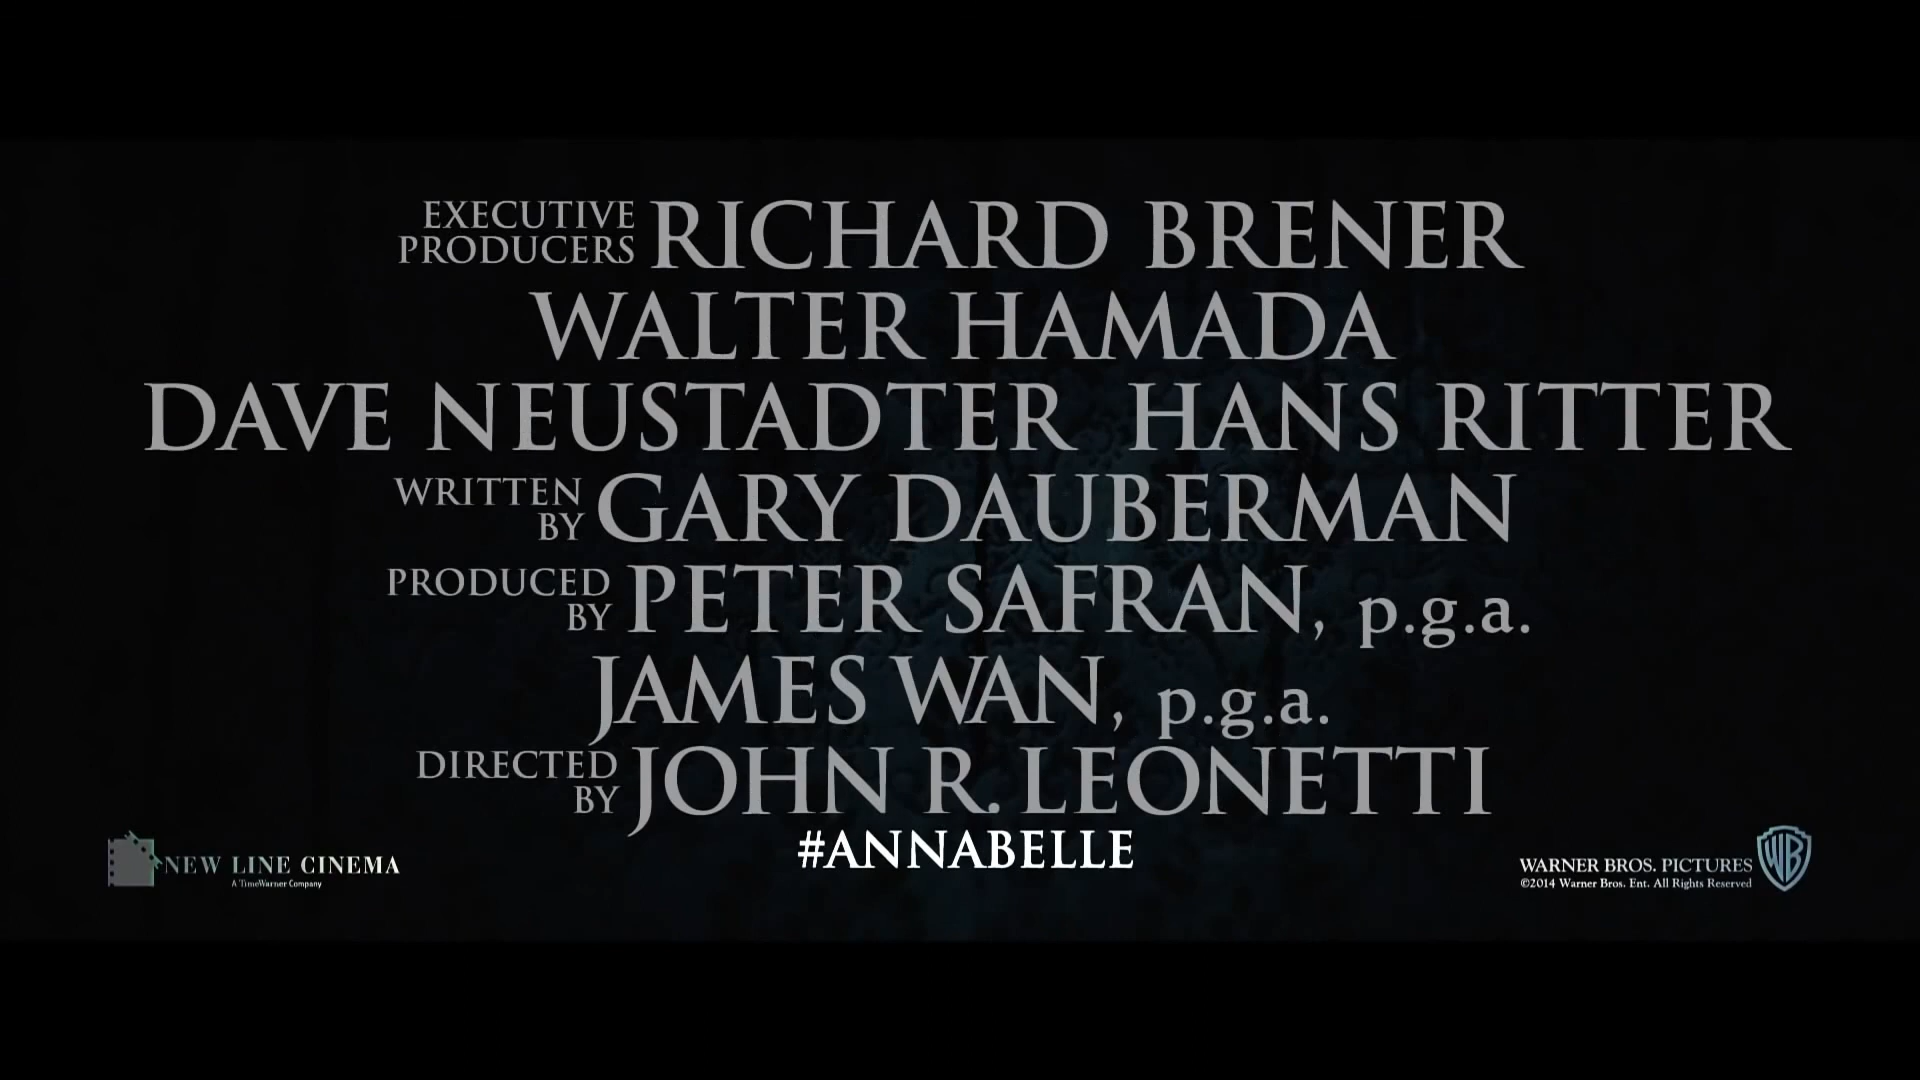 EXECUTIVE PRODUCERS RICHARD BRENER
WALTER HAMADA
DAVE NEUSTADTER HANS RITTER
WRITTEN BY GARY DAUBERMAN
PRODUCED BY PETER SAFRAN, p.g.a.
JAMES WAN, p.g.a.
DIRECTED BY JOHN R. LEONETTI
#ANNABELLE
NEW LINE CINEMA
A TimeWarner Company
WARNER BROS. PICTURES
©2014 Warner Bros. Ent. All Rights Reserved
WB